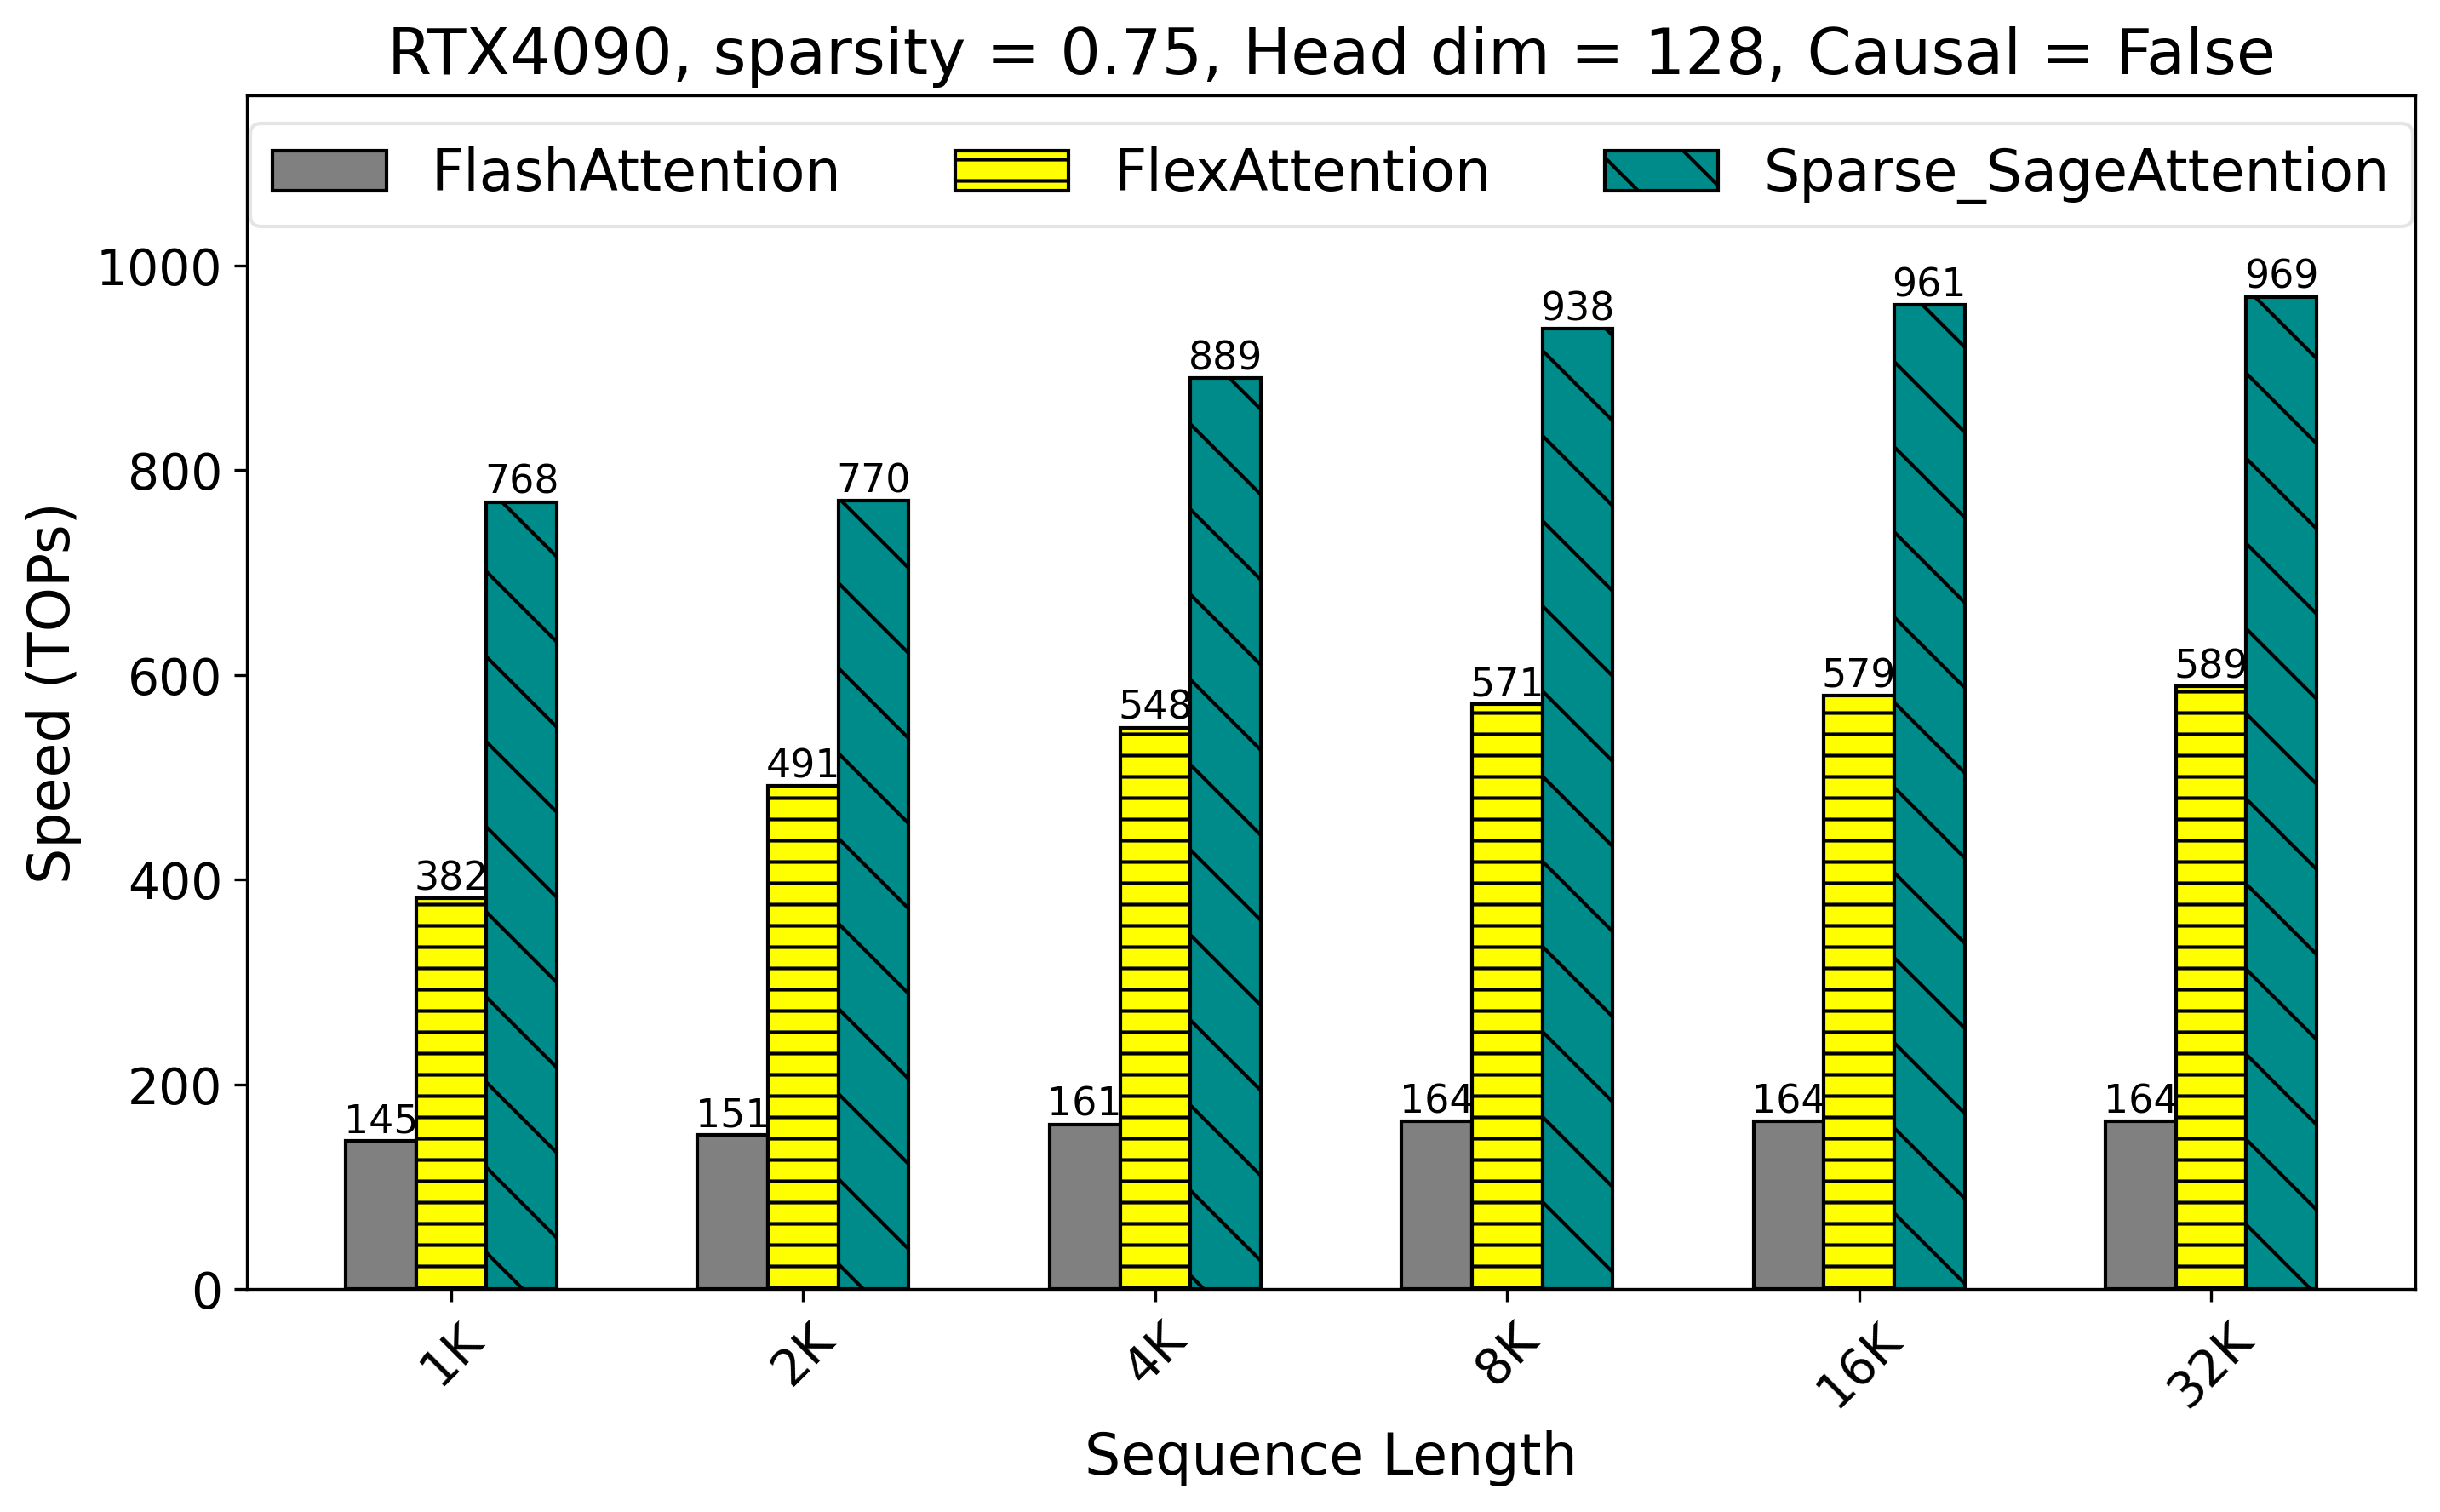 RTX4090, sparsity = 0.75, Head dim = 128, Causal = False
FlashAttention FlexAttention Sparse_SageAttention
Speed (TOPs)
1000
800
600
400
200
0
145 382 768
151 491 770
161 548 889
164 571 938
164 579 961
164 589 969
1K 2K 4K 8K 16K 32K
Sequence Length